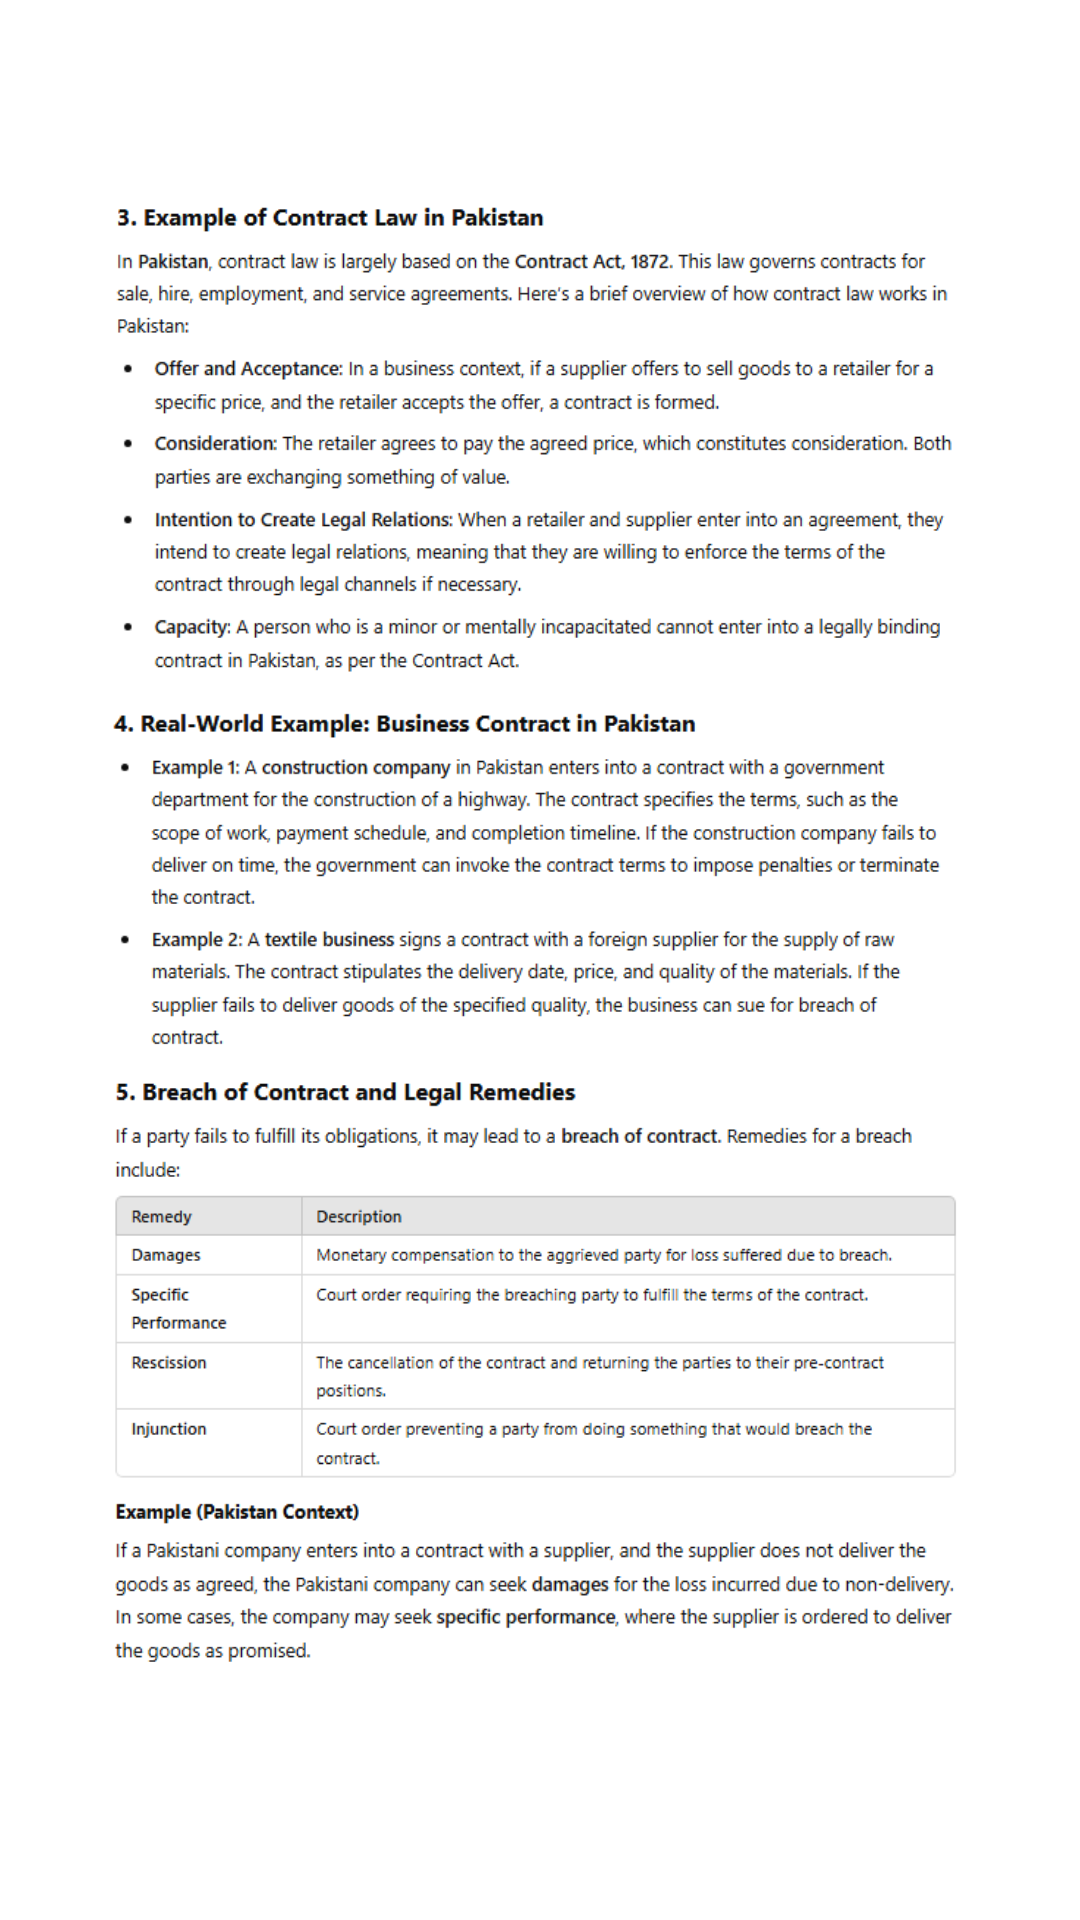 3. Example of Contract Law in Pakistan
In Pakistan, contract law is largely based on the Contract Act, 1872. This law governs contracts for
sale, hire, employment, and service agreements. Here's a brief overview of how contract law works in
Pakistan:
• Offer and Acceptance: In a business context, if a supplier offers to sell goods to a retailer for a
specific price, and the retailer accepts the offer, a contract is formed.
• Consideration: The retailer agrees to pay the agreed price, which constitutes consideration. Both
parties are exchanging something of value.
• Intention to Create Legal Relations: When a retailer and supplier enter into an agreement, they
intend to create legal relations, meaning that they are willing to enforce the terms of the
contract through legal channels if necessary.
• Capacity: A person who is a minor or mentally incapacitated cannot enter into a legally binding
contract in Pakistan, as per the Contract Act.
4. Real-World Example: Business Contract in Pakistan
• Example 1: A construction company in Pakistan enters into a contract with a government
department for the construction of a highway. The contract specifies the terms, such as the
scope of work, payment schedule, and completion timeline. If the construction company fails to
deliver on time, the government can invoke the contract terms to impose penalties or terminate
the contract.
• Example 2: A textile business signs a contract with a foreign supplier for the supply of raw
materials. The contract stipulates the delivery date, price, and quality of the materials. If the
supplier fails to deliver goods of the specified quality, the business can sue for breach of
contract.
5. Breach of Contract and Legal Remedies
If a party fails to fulfill its obligations, it may lead to a breach of contract. Remedies for a breach
include:
Remedy Description
Damages Monetary compensation to the aggrieved party for loss suffered due to breach.
Specific Court order requiring the breaching party to fulfill the terms of the contract.
Performance
Rescission The cancellation of the contract and returning the parties to their pre-contract
positions.
Injunction Court order preventing a party from doing something that would breach the
contract.
Example (Pakistan Context)
If a Pakistani company enters into a contract with a supplier, and the supplier does not deliver the
goods as agreed, the Pakistani company can seek damages for the loss incurred due to non-delivery.
In some cases, the company may seek specific performance, where the supplier is ordered to deliver
the goods as promised.